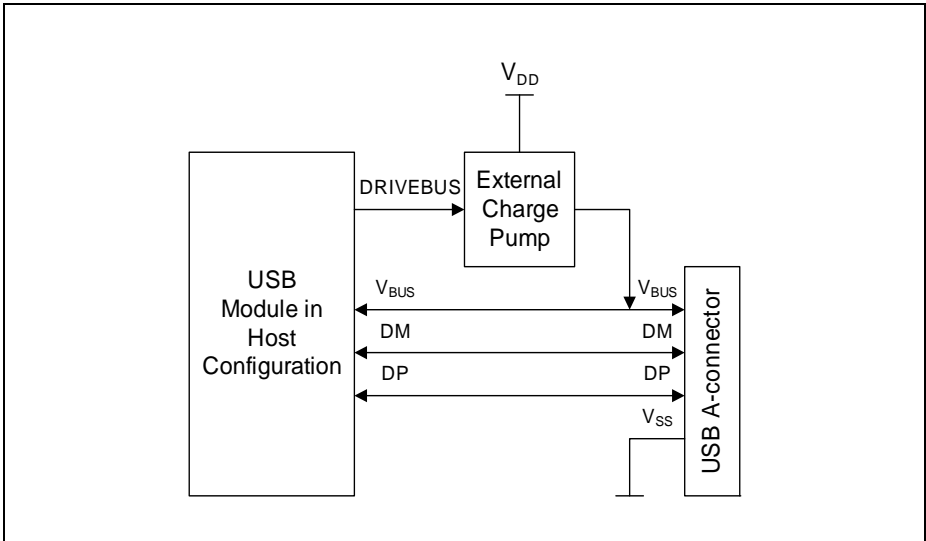 VDD
DRIVEBUS
External
Charge
Pump
USB
Module in
Host
Configuration
VBUS
VBUS
DM
DM
DP
DP
VSS
USB A-connector